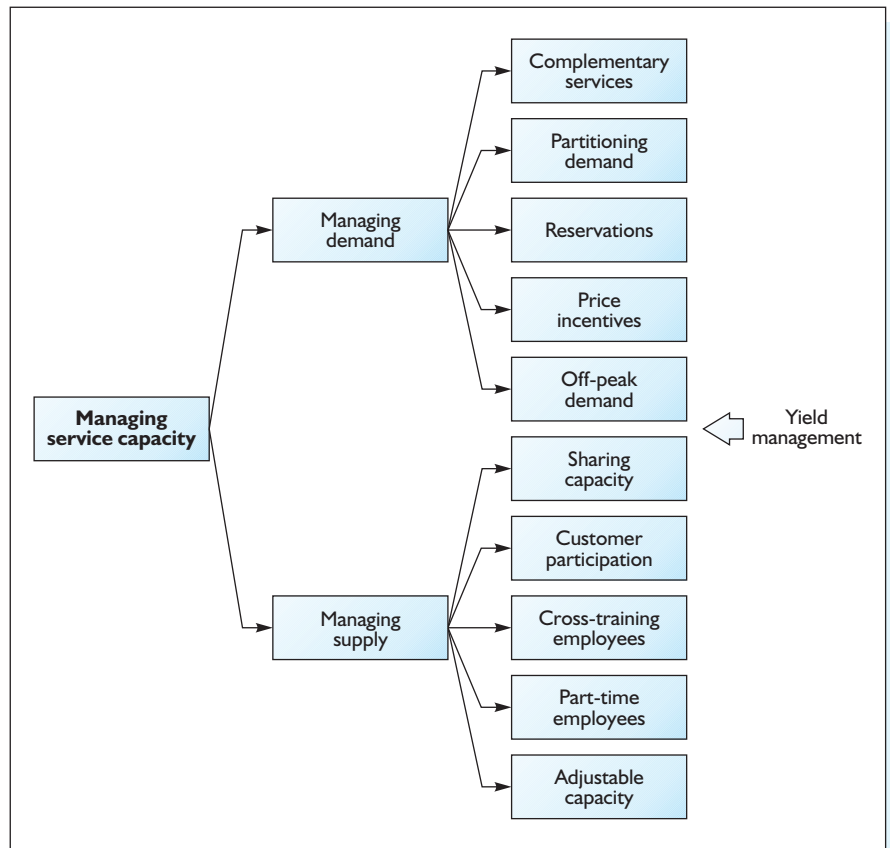 Complementary
services
Partitioning
demand
Managing
demand
Reservations
Price
incentives
Off-peak
demand
Managing
service capacity
Yield
management
Sharing
capacity
Customer
participation
Managing
supply
Cross-training
employees
Part-time
employees
Adjustable
capacity